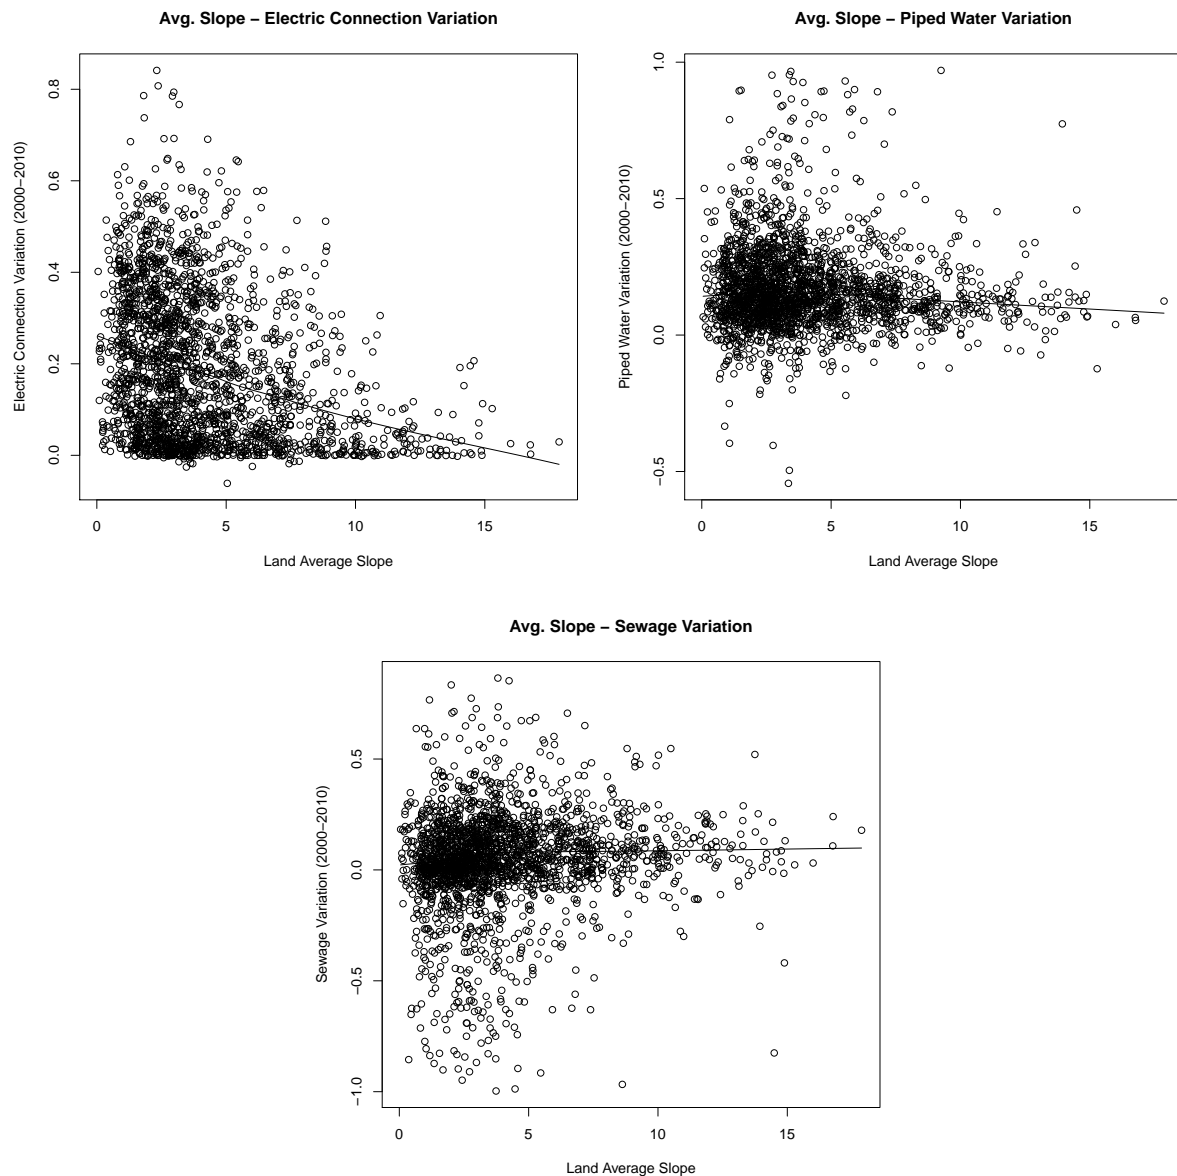 Avg. Slope − Electric Connection Variation
Electric Connection Variation (2000−2010)
0.8
0.6
0.4
0.2
0.0
0 5 10 15
Land Average Slope
Avg. Slope − Piped Water Variation
Piped Water Variation (2000−2010)
1.0
0.5
0.0
−0.5
0 5 10 15
Land Average Slope
Avg. Slope − Sewage Variation
Sewage Variation (2000−2010)
0.5
0.0
−0.5
−1.0
0 5 10 15
Land Average Slope